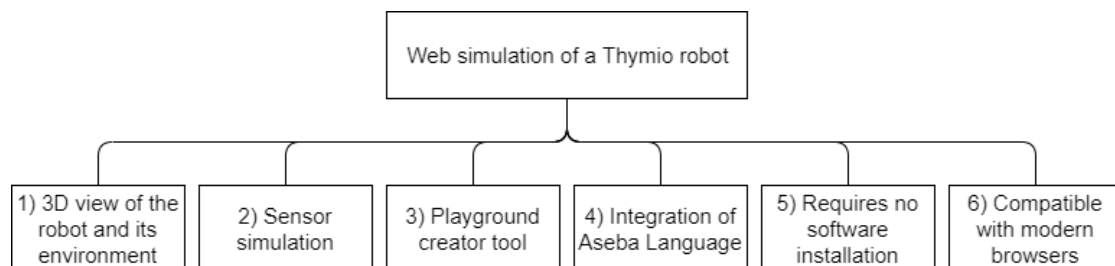 Web simulation of a Thymio robot
1) 3D view of the
robot and its
environment
2) Sensor
simulation
3) Playground
creator tool
4) Integration of
Aseba Language
5) Requires no
software
installation
6) Compatible
with modern
browsers